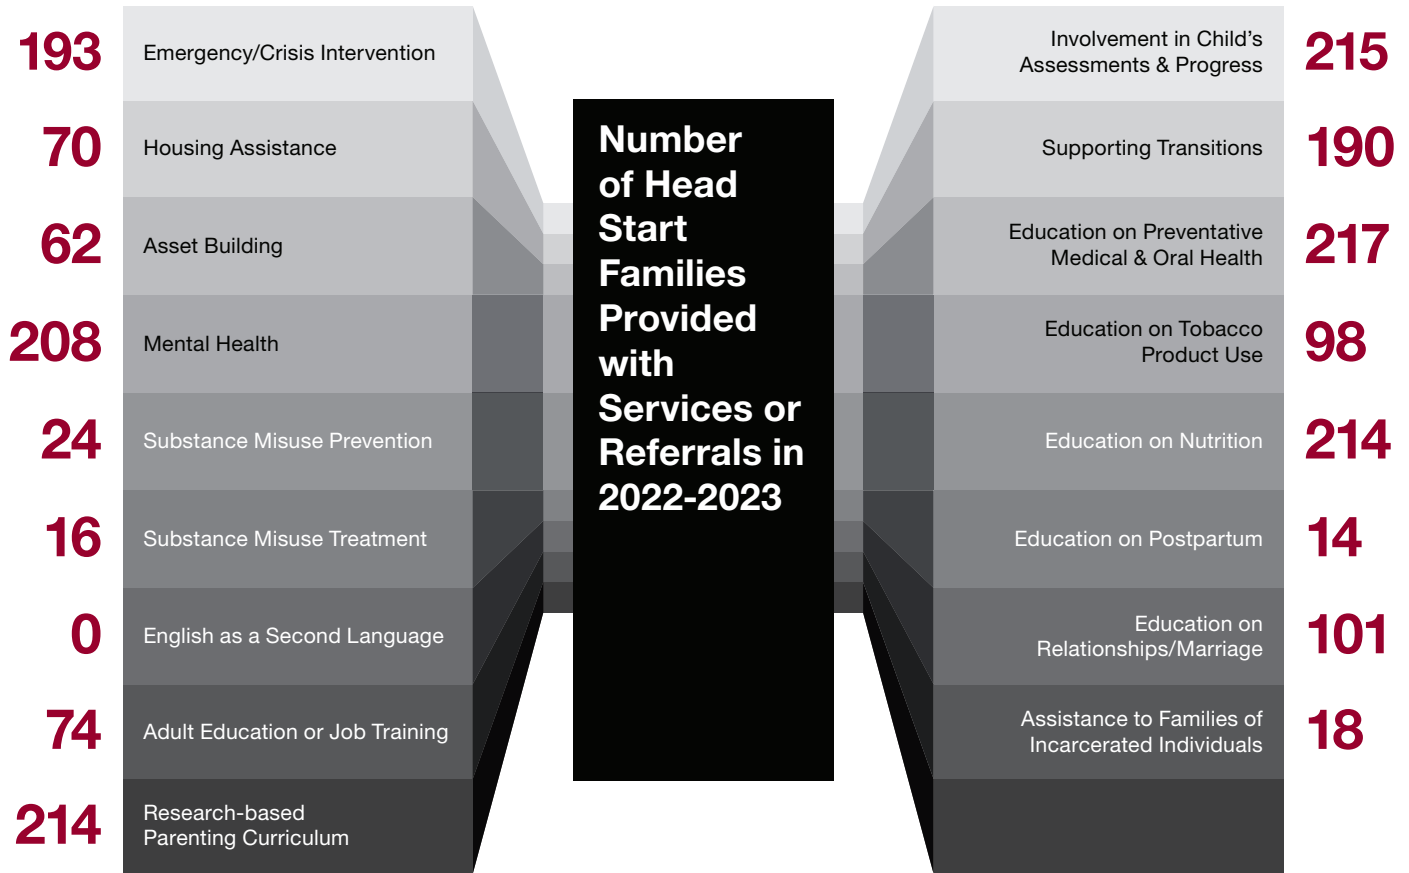 193
Emergency/Crisis Intervention
70
Housing Assistance
62
Asset Building
208
Mental Health
24
Substance Misuse Prevention
16
Substance Misuse Treatment
0
English as a Second Language
74
Adult Education or Job Training
214
Research-based
Parenting Curriculum
Number
of Head
Start
Families
Provided
with
Services or
Referrals in
2022-2023
Involvement in Child’s
Assessments & Progress
215
Supporting Transitions
190
Education on Preventative
Medical & Oral Health
217
Education on Tobacco
Product Use
98
Education on Nutrition
214
Education on Postpartum
14
Education on
Relationships/Marriage
101
Assistance to Families of
Incarcerated Individuals
18